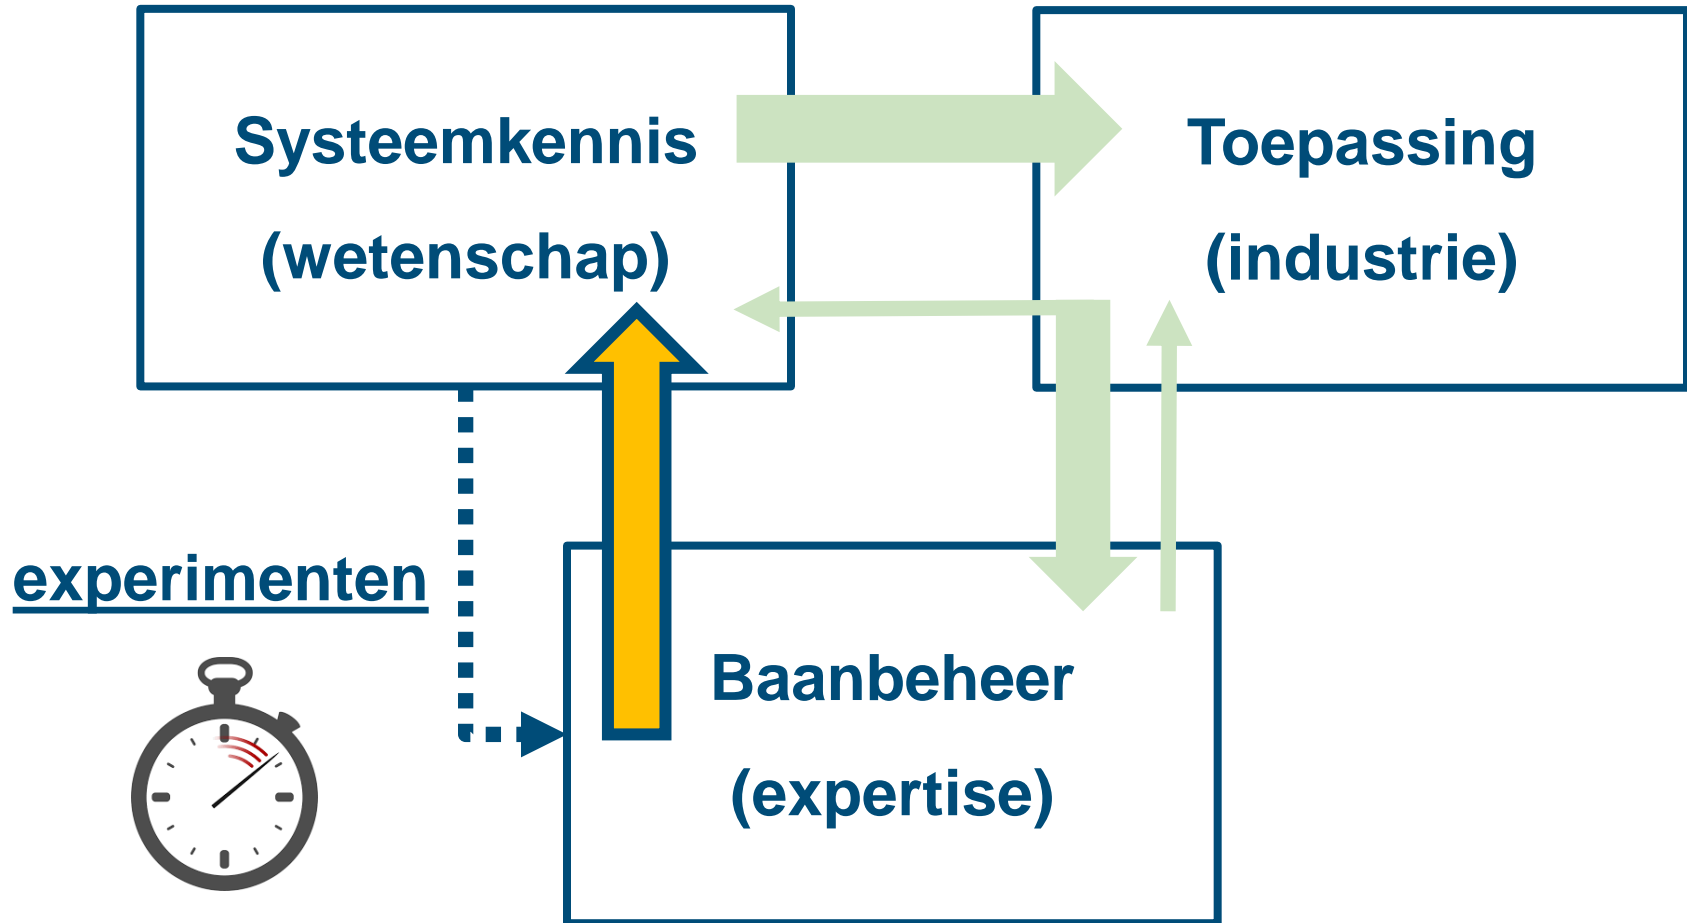 Systeemkennis
(wetenschap)
Toepassing
(industrie)
experimenten
Baanbeheer
(expertise)